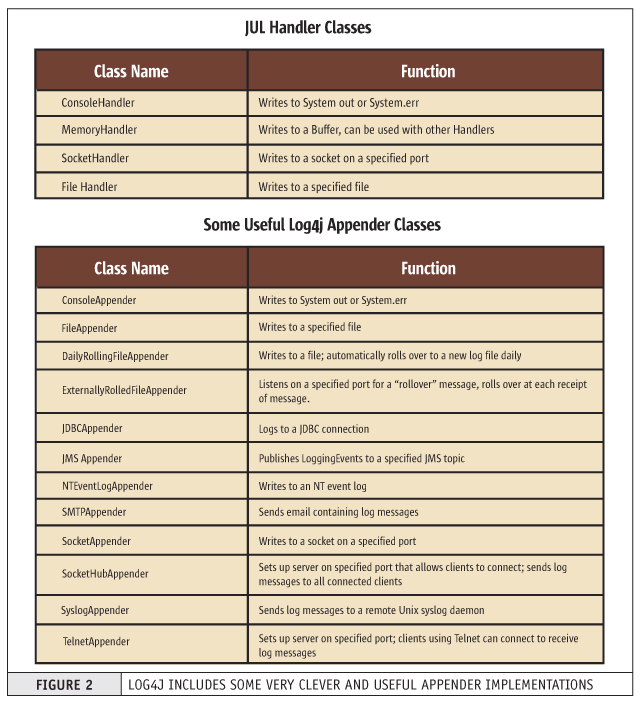 JUL Handler Classes
Class Name Function
ConsoleHandler Writes to System out or System.err
MemoryHandler Writes to a Buffer, can be used with other Handlers
SocketHandler Writes to a socket on a specified port
File Handler Writes to a specified file
Some Useful Log4j Appender Classes
Class Name Function
ConsoleAppender Writes to System out or System.err
FileAppender Writes to a specified file
DailyRollingFileAppender Writes to a file; automatically rolls over to a new log file daily
ExternallyRolledFileAppender Listens on a specified port for a “rollover” message, rolls over at each receipt
of message.
JDBCAppender Logs to a JDBC connection
JMS Appender Publishes LoggingEvents to a specified JMS topic
NTEventLogAppender Writes to an NT event log
SMTPAppender Sends email containing log messages
SocketAppender Writes to a socket on a specified port
SocketHubAppender Sets up server on specified port that allows clients to connect; sends log
messages to all connected clients
SyslogAppender Sends log messages to a remote Unix syslog daemon
TelnetAppender Sets up server on specified port; clients using Telnet can connect to receive
log messages
FIGURE 2 LOG4J INCLUDES SOME VERY CLEVER AND USEFUL APPENDER IMPLEMENTATIONS